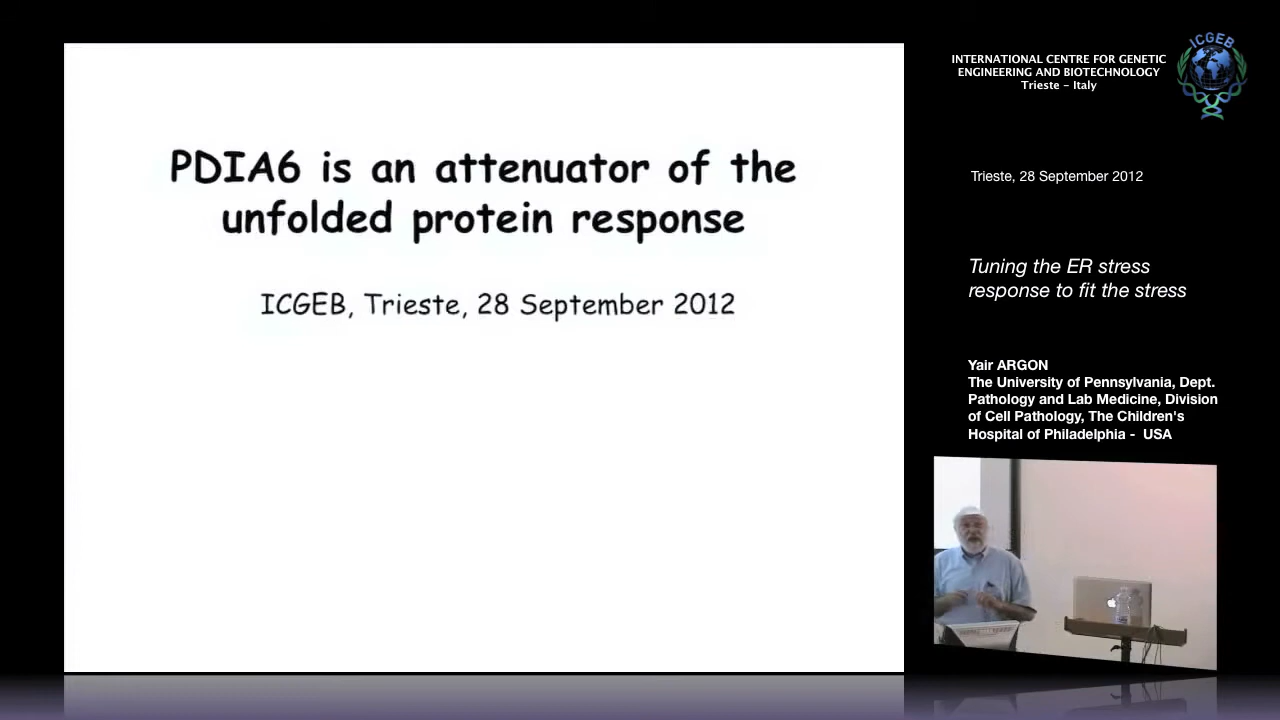 PDIA6 is an attenuator of the
unfolded protein response
ICGEB, Trieste, 28 September 2012
INTERNATIONAL CENTRE FOR GENETIC
ENGINEERING AND BIOTECHNOLOGY
Trieste - Italy
ICGEB
Trieste, 28 September 2012
Tuning the ER stress
response to fit the stress
Yair ARGON
The University of Pennsylvania, Dept.
Pathology and Lab Medicine, Division
of Cell Pathology, The Children's
Hospital of Philadelphia - USA